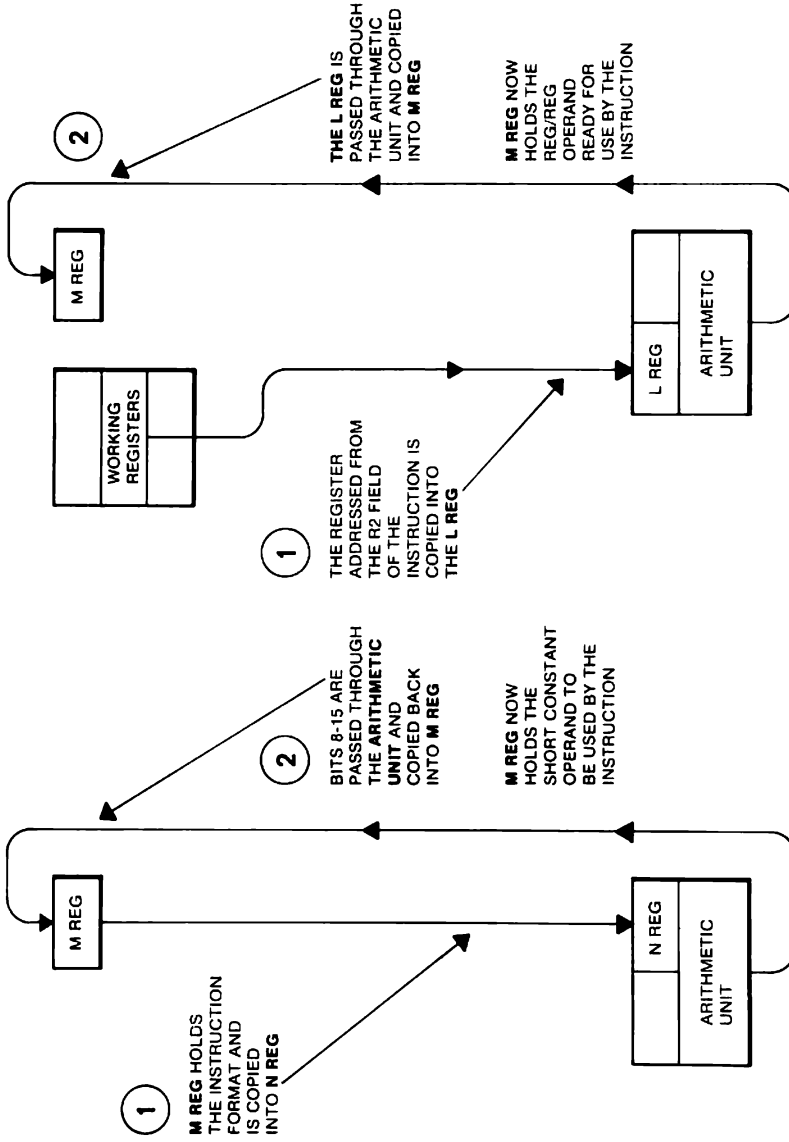 1
M REG HOLDS
THE INSTRUCTION
FORMAT AND
IS COPIED
INTO N REG
M REG
N REG
ARITHMETIC
UNIT
2
BITS 8-15 ARE
PASSED THROUGH
THE ARITHMETIC
UNIT AND
COPIED BACK
INTO M REG
M REG NOW
HOLDS THE
SHORT CONSTANT
OPERAND TO
BE USED BY THE
INSTRUCTION
1
THE REGISTER
ADDRESSED FROM
THE R2 FIELD
OF THE
INSTRUCTION IS
COPIED INTO
THE L REG
WORKING
REGISTERS
M REG
L REG
ARITHMETIC
UNIT
2
THE L REG IS
PASSED THROUGH
THE ARITHMETIC
UNIT AND COPIED
INTO M REG
M REG NOW
HOLDS THE
REG/REG
OPERAND
READY FOR
USE BY THE
INSTRUCTION